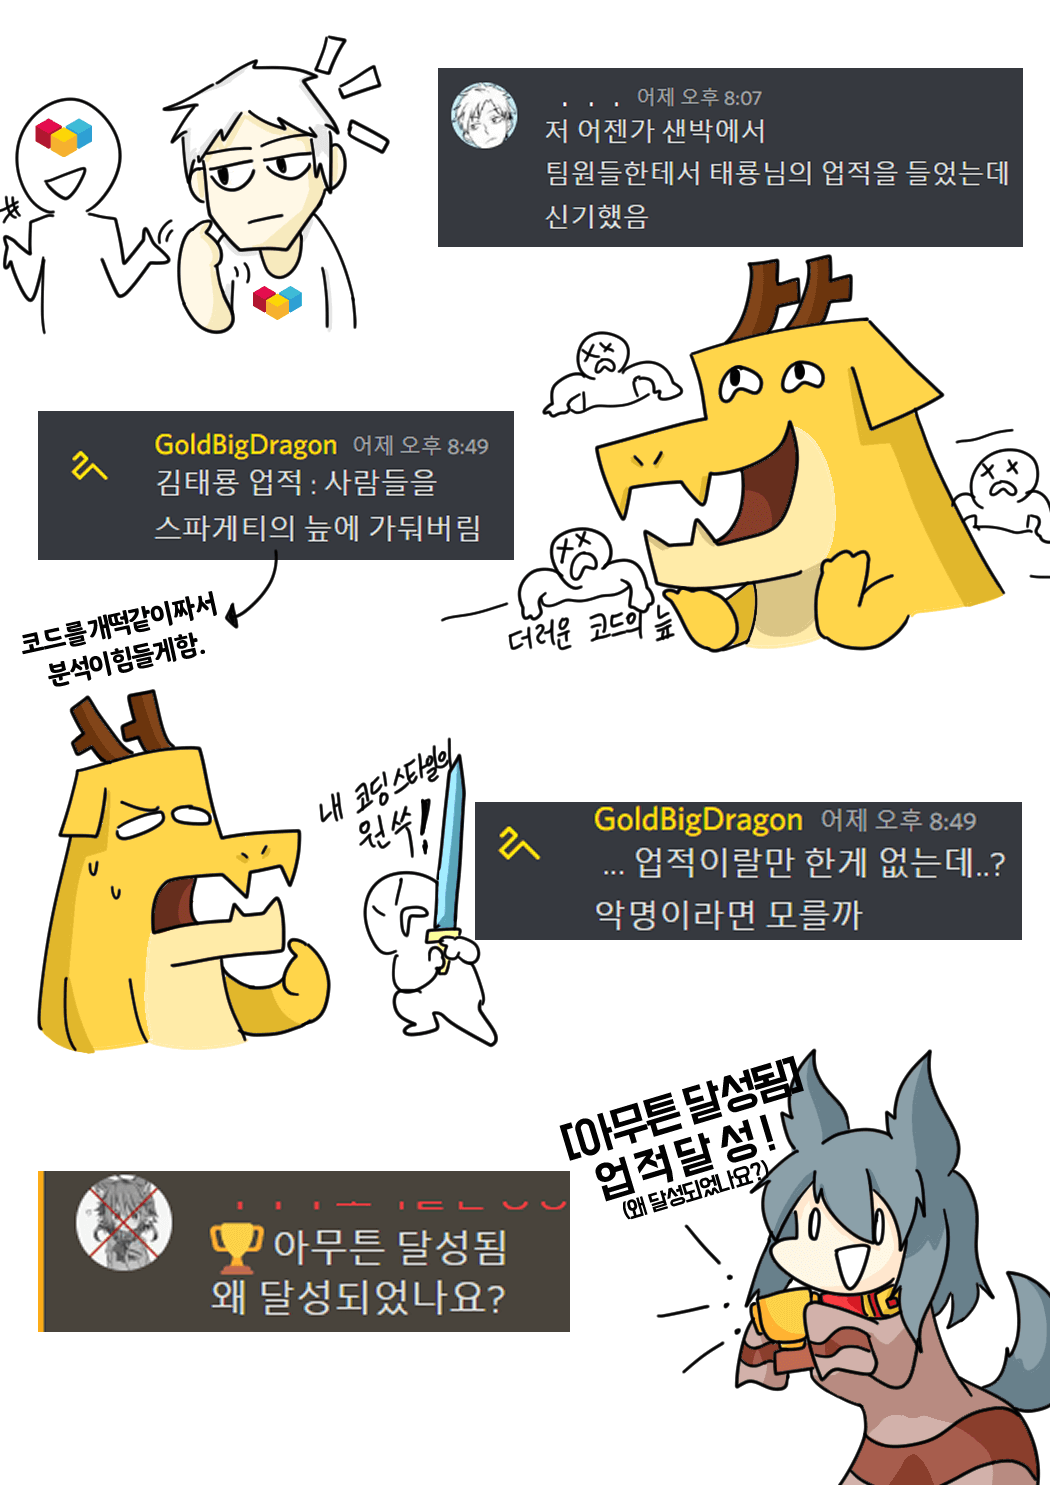 어제 오후 8:07
저 어젠가 샌박에서
팀원들한테서 태룡님의 업적을 들었는데
신기했음
GoldBigDragon 어제 오후 8:49
김태룡 업적 : 사람들을
스파게티의 늪에 가둬버림
더러운 코드의 늪
코드를개떡같이짜서
분석이힘들게함.
내 코딩스타일의
원쑤!
GoldBigDragon 어제 오후 8:49
... 업적이랄만 한게 없는데..?
악명이라면 모를까
[아무튼 달성됨]
업적달성!
(왜 달성되었나요?)
🏆아무튼 달성됨
왜 달성되었나요?